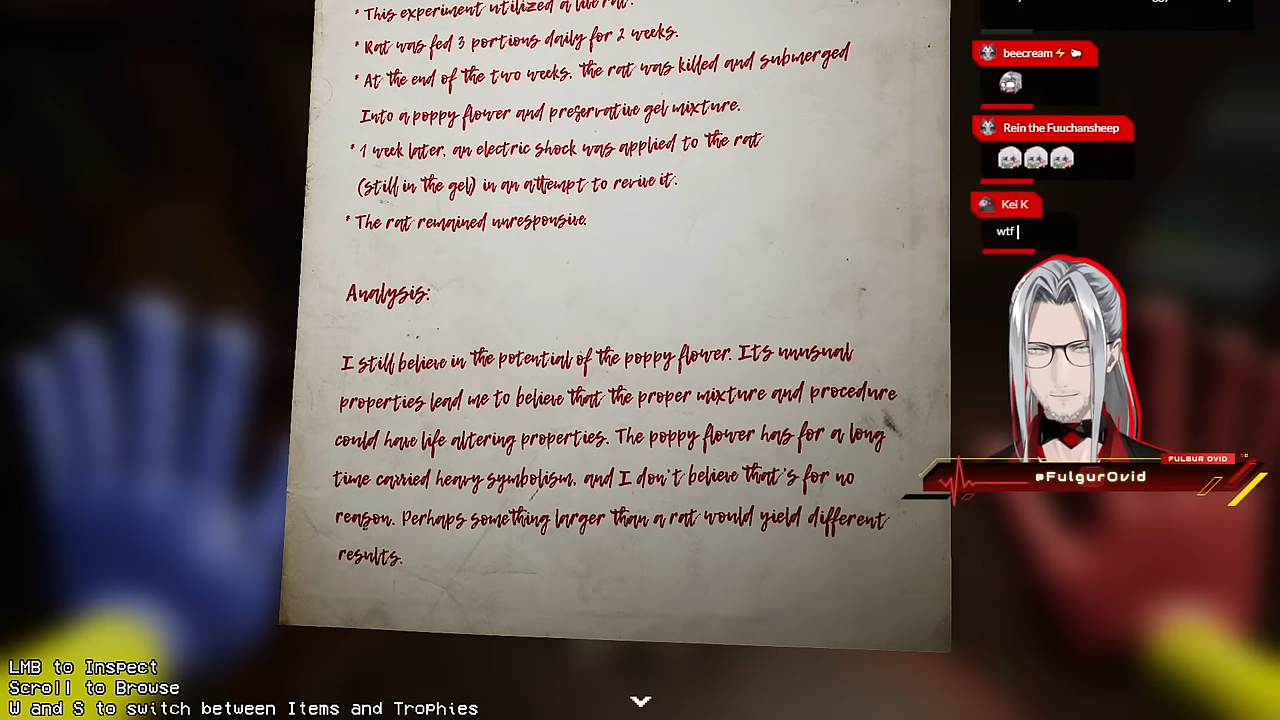 * This experiment utilized a live rat.
* Rat was fed 3 portions daily for 2 weeks.
* At the end of the two weeks, the rat was killed and submerged
Into a poppy flower and preservative gel mixture.
* 1 week later, an electric shock was applied to the rat
(still in the gel) in an attempt to revive it.
* The rat remained unresponsive.
Analysis:
I still believe in the potential of the poppy flower. Its unusual
properties lead me to believe that the proper mixture and procedure
could have life altering properties. The poppy flower has for a long
time carried heavy symbolism, and I don't believe that's for no
reason. Perhaps something larger than a rat would yield different
results.
beecream
Rein the Fuuchansheep
Kei K
wtf
FULGUR OVID
@FulgurOvid
LMB to Inspect
Scroll to Browse
W and S to switch between Items and Trophies